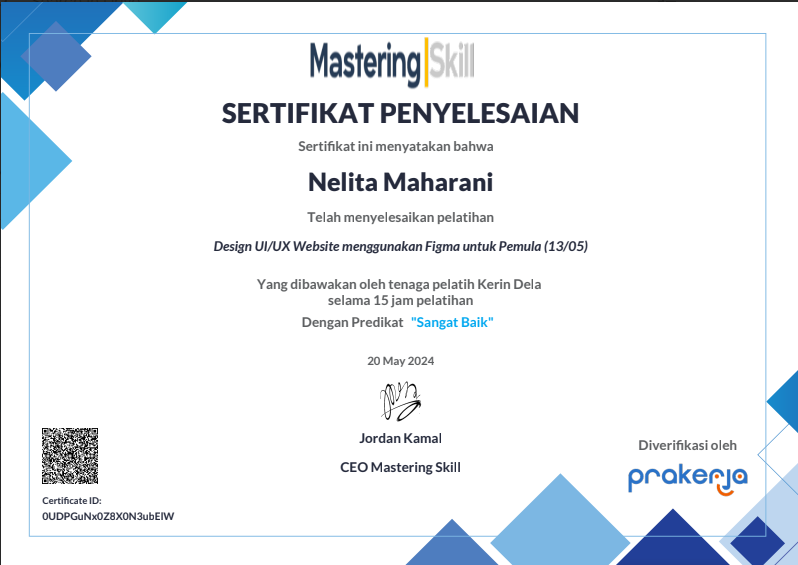 Mastering Skill
SERTIFIKAT PENYELESAIAN
Sertifikat ini menyatakan bahwa
Nelita Maharani
Telah menyelesaikan pelatihan
Design UI/UX Website menggunakan Figma untuk Pemula (13/05)
Yang dibawakan oleh tenaga pelatih Kerin Dela
selama 15 jam pelatihan
Dengan Predikat "Sangat Baik"
20 May 2024
Jordan Kamal
CEO Mastering Skill
Certificate ID:
0UDPGuNx0Z8X0N3ubEIW
Diverifikasi oleh
prakerja